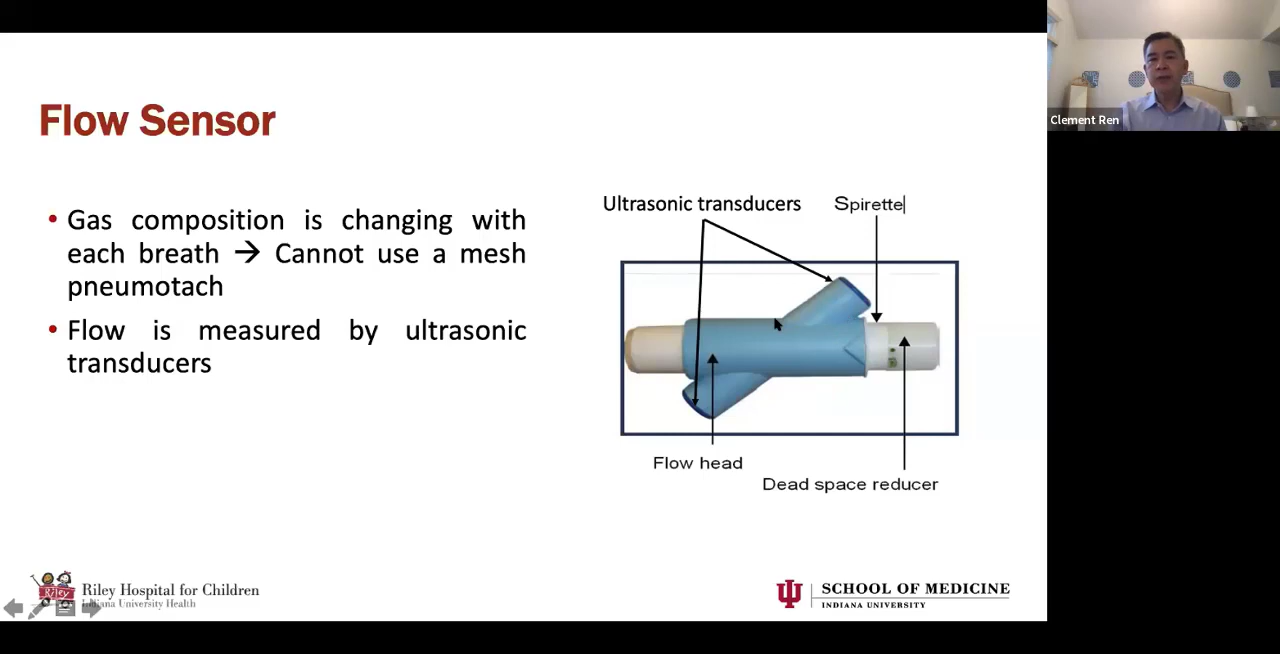 Flow Sensor
• Gas composition is changing with
each breath → Cannot use a mesh
pneumotach
• Flow is measured by ultrasonic
transducers
Ultrasonic transducers
Spirette
Flow head
Dead space reducer
Riley
Riley Hospital for Children
Indiana University Health
SCHOOL OF MEDICINE
INDIANA UNIVERSITY
Clement Ren